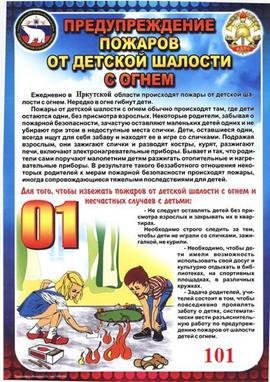 ПРЕДУПРЕЖДЕНИЕ
ПОЖАРОВ
ОТ ДЕТСКОЙ ШАЛОСТИ
С ОГНЕМ
Ежедневно в Иркутской области происходят пожары от детской ша-
лости с огнем. Нередко в огне гибнут дети.
Пожары от детской шалости с огнем обычно происходят там, где дети
остаются одни, без присмотра взрослых. Некоторые родители, забывая о
пожарной безопасности, зачастую оставляют маленьких детей одних и не
убирают при этом в недоступные места спички. Дети, оставшиеся одни,
всегда ищут для себя забаву и находят ее в игре со спичками. Подражая
взрослым, они зажигают спички и разводят костры, курят, разжигают
печи, включают электронагревательные приборы. Бывает и так, что роди-
тели сами поручают малолетним детям разжигать отопительные и нагре-
вательные приборы. В результате такого беззаботного отношения неко-
торых родителей к мерам пожарной безопасности происходят пожары,
иногда сопровождающиеся тяжелыми последствиями для детей.
Для того, чтобы избежать пожаров от детской шалости с огнем и
несчастных случаев с детьми:
01
- Не следует оставлять детей без при-
смотра взрослых и закрывать их в квар-
тирах.
Необходимо строго следить за тем,
чтобы дети не играли со спичками, зажи-
галкой, не курили.
- Необходимо, чтобы де-
ти имели возможность
использовать свой досуг и
культурно отдыхать в биб-
лиотеках, на спортивных
площадках, в различных
кружках.
- Задача родителей, учи-
телей состоит в том, чтобы
повседневно проявлять
заботу о детях, системати-
чески вести разъяснитель-
ную работу по предупреж-
дению пожаров от шалости
детей с огнем.
101